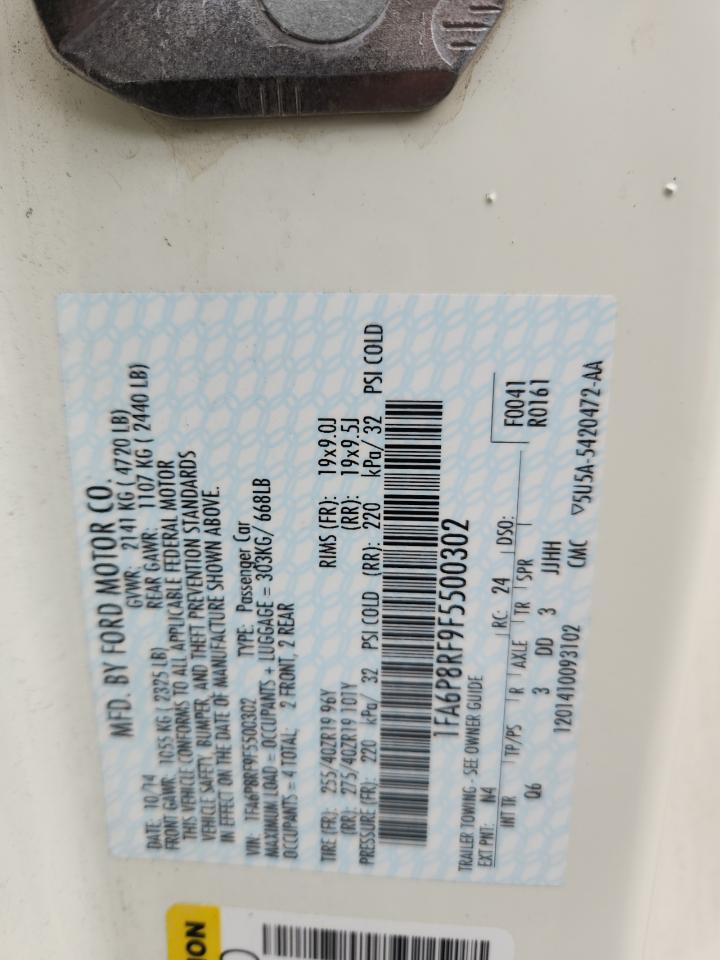 MFD. BY FORD MOTOR CO.
DATE: 10/14 GVWR: 2141 KG ( 4720 LB)
FRONT GAWR: 1055 KG ( 2325 LB) REAR GAWR: 1107 KG ( 2440 LB)
THIS VEHICLE CONFORMS TO ALL APPLICABLE FEDERAL MOTOR
VEHICLE SAFETY, BUMPER, AND THEFT PREVENTION STANDARDS
IN EFFECT ON THE DATE OF MANUFACTURE SHOWN ABOVE.
VIN: 1FA6P8RF9F5500302 TYPE: Passenger Car
MAXIMUM LOAD = OCCUPANTS + LUGGAGE = 303KG/ 668LB
OCCUPANTS = 4 TOTAL: 2 FRONT, 2 REAR
TIRE (FR): 255/40ZR19 96Y RIMS (FR): 19x9.0J
(RR): 275/40ZR19 101Y (RR): 19x9.5J
PRESSURE (FR): 220 kPa/ 32 PSI COLD (RR): 220 kPa/ 32 PSI COLD
1FA6P8RF9F5500302
TRAILER TOWING - SEE OWNER GUIDE
EXT PNT: N4 RC: 24 DSO: F0041
R0161
INT TR TP/PS R AXLE TR SPR
Q6 3 DD 3 JJHH
12014100093102 CMC ▽5U5A-5420472-AA